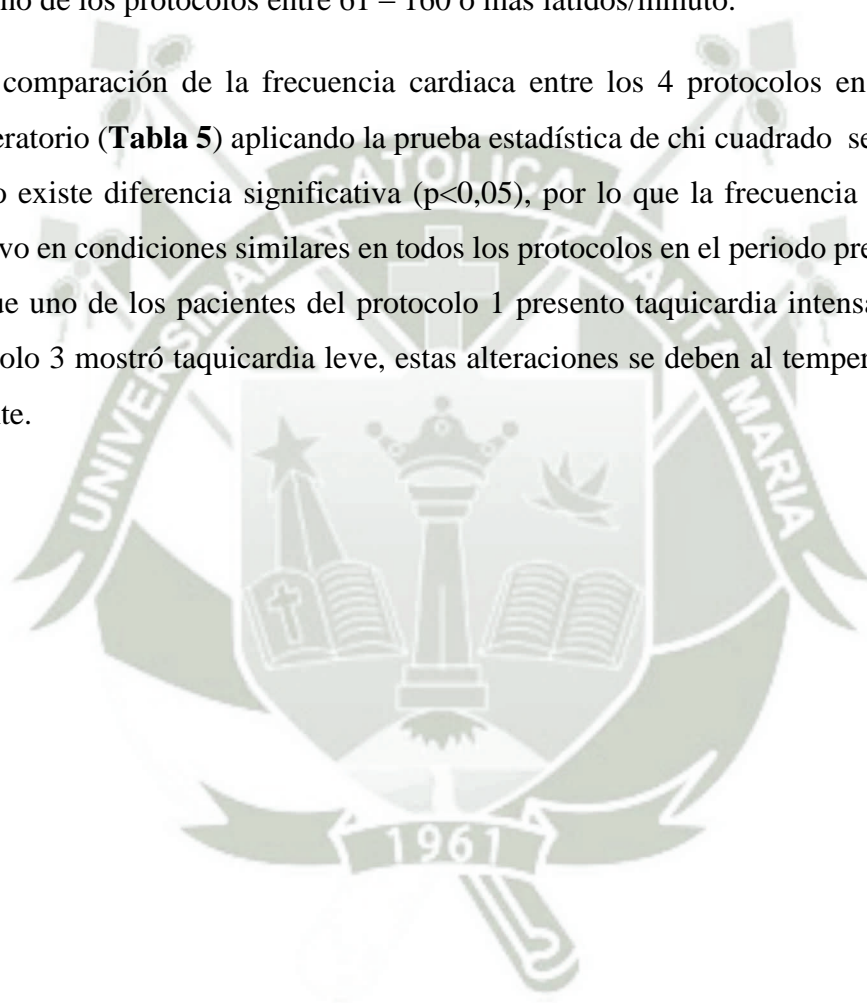 no de los protocolos entre 61 – 160 o más latidos/minuto.
comparación de la frecuencia cardiaca entre los 4 protocolos en
eratorio (Tabla 5) aplicando la prueba estadística de chi cuadrado se
o existe diferencia significativa (p<0,05), por lo que la frecuencia
vo en condiciones similares en todos los protocolos en el periodo pre
ue uno de los pacientes del protocolo 1 presento taquicardia intensa
olo 3 mostró taquicardia leve, estas alteraciones se deben al temper
te.
UNIVERSIDAD CATOLICA SANTA MARIA
1961